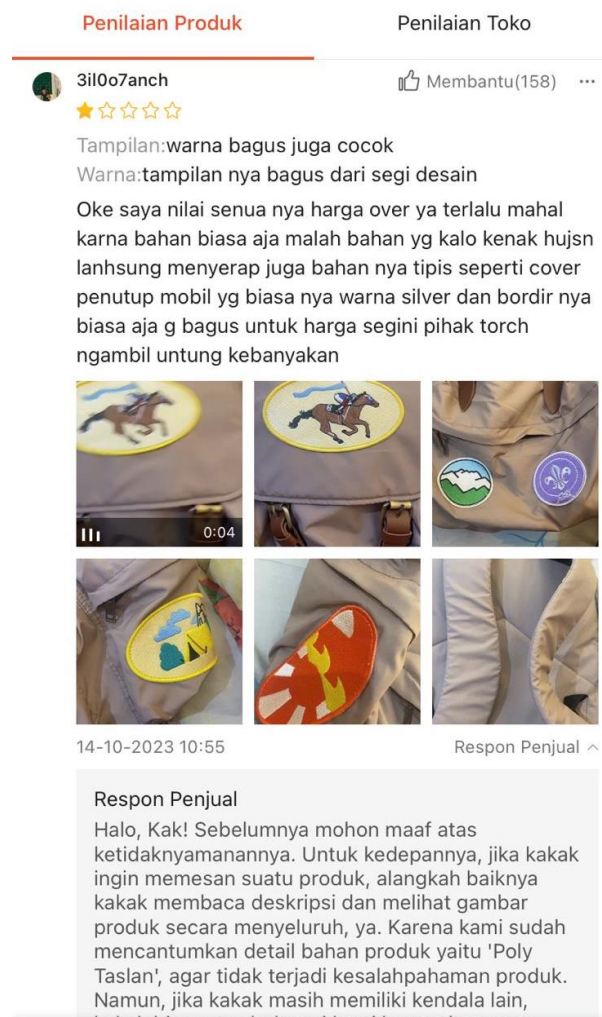 Penilaian Produk
Penilaian Toko
3il0o7anch
Membantu(158)
Tampilan:warna bagus juga cocok
Warna:tampilan nya bagus dari segi desain
Oke saya nilai senua nya harga over ya terlalu mahal
karna bahan biasa aja malah bahan yg kalo kenak hujsn
lanhsung menyerap juga bahan nya tipis seperti cover
penutup mobil yg biasa nya warna silver dan bordir nya
biasa aja g bagus untuk harga segini pihak torch
ngambil untung kebanyakan
0:04
14-10-2023 10:55
Respon Penjual
Respon Penjual
Halo, Kak! Sebelumnya mohon maaf atas
ketidaknyamanannya. Untuk kedepannya, jika kakak
ingin memesan suatu produk, alangkah baiknya
kakak membaca deskripsi dan melihat gambar
produk secara menyeluruh, ya. Karena kami sudah
mencantumkan detail bahan produk yaitu 'Poly
Taslan', agar tidak terjadi kesalahpahaman produk.
Namun, jika kakak masih memiliki kendala lain,